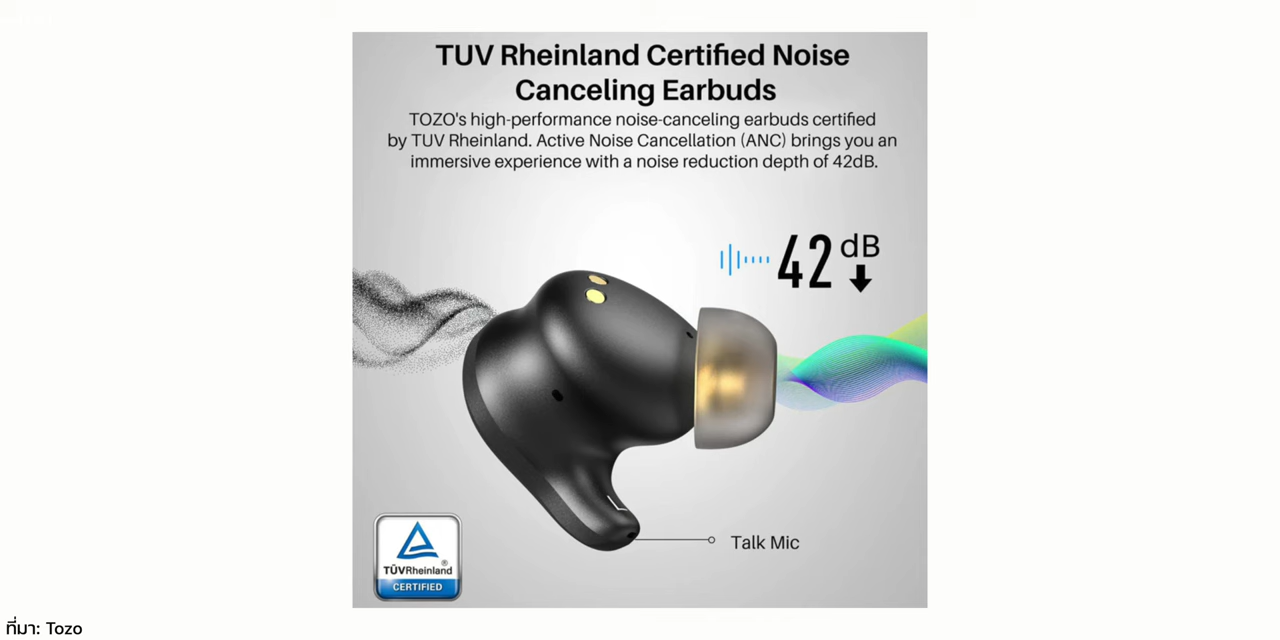 TUV Rheinland Certified Noise
Canceling Earbuds
TOZO's high-performance noise-canceling earbuds certified
by TUV Rheinland. Active Noise Cancellation (ANC) brings you an
immersive experience with a noise reduction depth of 42dB.
42 dB
L
Talk Mic
TÜVRheinland®
CERTIFIED
ที่มา: Tozo